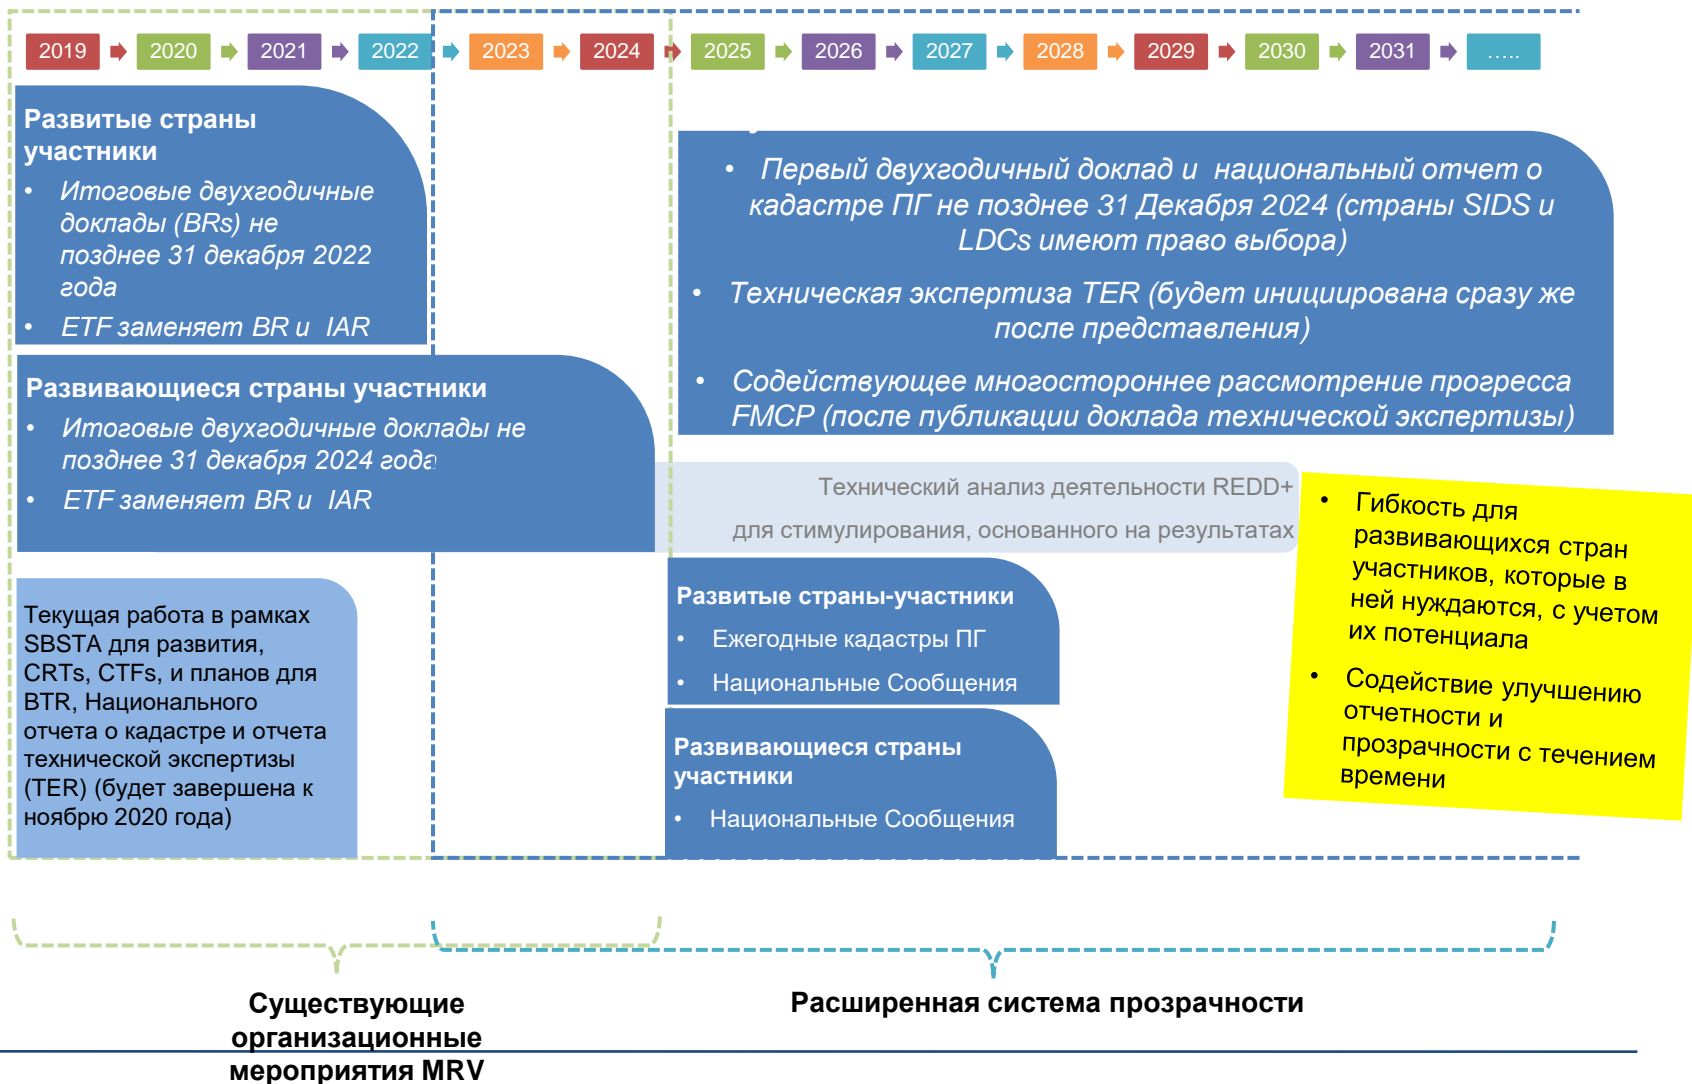 2019 2020 2021 2022 2023 2024 2025 2026 2027 2028 2029 2030 2031 .....
Развитые страны
участники
• Итоговые двухгодичные
доклады (BRs) не
позднее 31 декабря 2022
года
• ETF заменяет BR и IAR
Развивающиеся страны участники
• Итоговые двухгодичные доклады не
позднее 31 декабря 2024 года
• ETF заменяет BR и IAR
Текущая работа в рамках
SBSTA для развития,
CRTs, CTFs, и планов для
BTR, Национального
отчета о кадастре и отчета
технической экспертизы
(TER) (будет завершена к
ноябрю 2020 года)
• Первый двухгодичный доклад и национальный отчет о
кадастре ПГ не позднее 31 Декабря 2024 (страны SIDS и
LDCs имеют право выбора)
• Техническая экспертиза TER (будет инициирована сразу же
после представления)
• Содействующее многостороннее рассмотрение прогресса
FMCP (после публикации доклада технической экспертизы)
Технический анализ деятельности REDD+
для стимулирования, основанного на результатах
Развитые страны-участники
• Ежегодные кадастры ПГ
• Национальные Сообщения
Развивающиеся страны
участники
• Национальные Сообщения
• Гибкость для
развивающихся стран
участников, которые в
ней нуждаются, с учетом
их потенциала
• Содействие улучшению
отчетности и
прозрачности с течением
времени
Существующие
организационные
мероприятия MRV
Расширенная система прозрачности